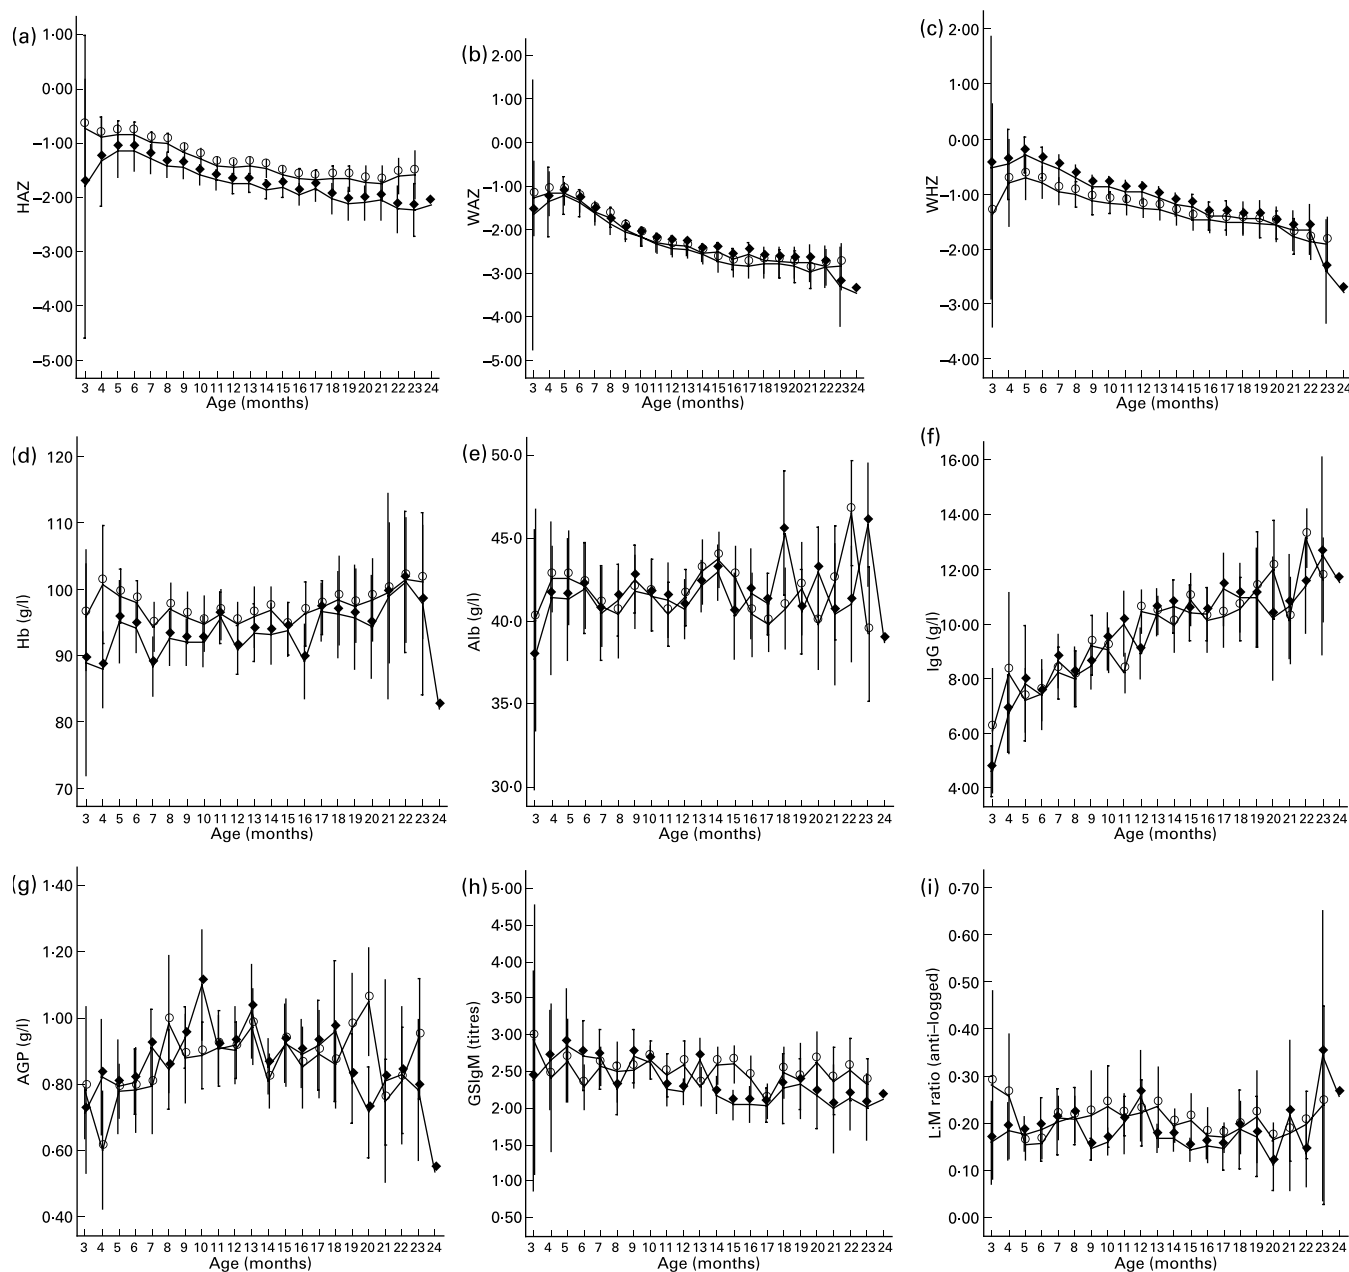 (a)
1·00
0·00
–1·00
–2·00
–3·00
–4·00
–5·00
HAZ
3 4 5 6 7 8 9 10 11 12 13 14 15 16 17 18 19 20 21 22 23 24
Age (months)
(b)
2·00
1·00
0·00
–1·00
–2·00
–3·00
–4·00
–5·00
WAZ
3 4 5 6 7 8 9 10 11 12 13 14 15 16 17 18 19 20 21 22 23 24
Age (months)
(c)
2·00
1·00
0·00
–1·00
–2·00
–3·00
–4·00
WHZ
3 4 5 6 7 8 9 10 11 12 13 14 15 16 17 18 19 20 21 22 23 24
Age (months)
(d)
120
110
100
90
80
70
Hb (g/l)
3 4 5 6 7 8 9 10 11 12 13 14 15 16 17 18 19 20 21 22 23 24
Age (months)
(e)
50·0
45·0
40·0
35·0
30·0
Alb (g/l)
3 4 5 6 7 8 9 10 11 12 13 14 15 16 17 18 19 20 21 22 23 24
Age (months)
(f)
16·00
14·00
12·00
10·00
8·00
6·00
4·00
IgG (g/l)
3 4 5 6 7 8 9 10 11 12 13 14 15 16 17 18 19 20 21 22 23 24
Age (months)
(g)
1·40
1·20
1·00
0·80
0·60
0·40
AGP (g/l)
3 4 5 6 7 8 9 10 11 12 13 14 15 16 17 18 19 20 21 22 23 24
Age (months)
(h)
5·00
4·50
4·00
3·50
3·00
2·50
2·00
1·50
1·00
0·50
GSIgM (titres)
3 4 5 6 7 8 9 10 11 12 13 14 15 16 17 18 19 20 21 22 23 24
Age (months)
(i)
0·70
0·60
0·50
0·40
0·30
0·20
0·10
0·00
L:M ratio (anti–logged)
3 4 5 6 7 8 9 10 11 12 13 14 15 16 17 18 19 20 21 22 23 24
Age (months)